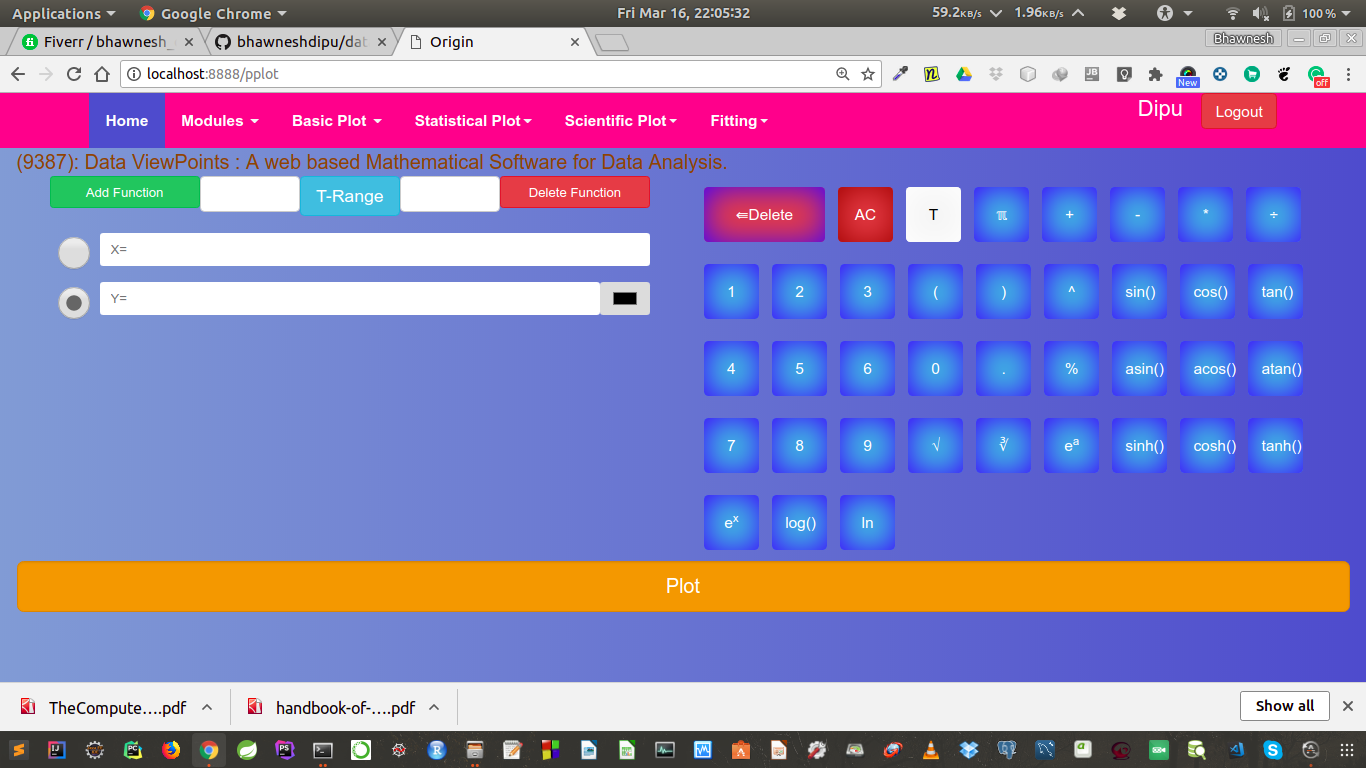 Applications Google Chrome Fri Mar 16, 22:05:32 59.2KB/s 1.96KB/s 100 %
Fiverr / bhawnesh_ bhawneshdipu/dat Origin Bhawnesh
localhost:8888/pplot New off
Home Modules Basic Plot Statistical Plot Scientific Plot Fitting Dipu Logout
(9387): Data ViewPoints : A web based Mathematical Software for Data Analysis.
Add Function T-Range Delete Function
⇚Delete AC T ℼ + - * ÷
X=
Y=
1 2 3 ( ) ^ sin() cos() tan()
4 5 6 0 . % asin() acos() atan()
7 8 9 √ ∛ eᵃ sinh() cosh() tanh()
eˣ log() ln
Plot
TheCompute….pdf handbook-of-….pdf Show all